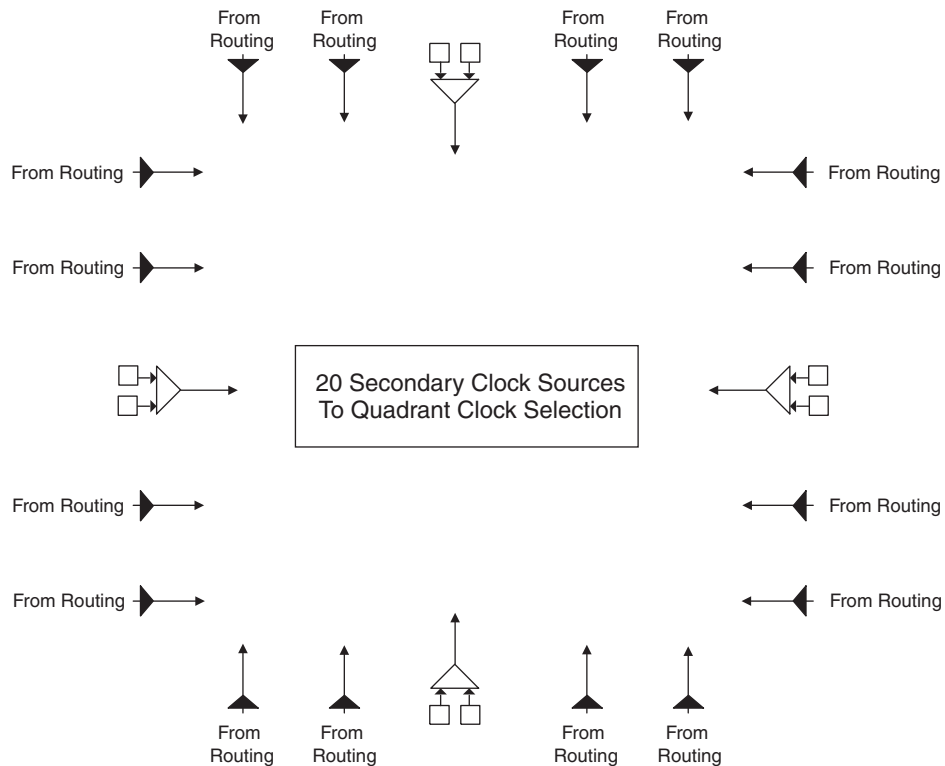 From
Routing
From
Routing
From
Routing
From
Routing
From Routing
From Routing
From Routing
From Routing
20 Secondary Clock Sources
To Quadrant Clock Selection
From Routing
From Routing
From Routing
From Routing
From
Routing
From
Routing
From
Routing
From
Routing